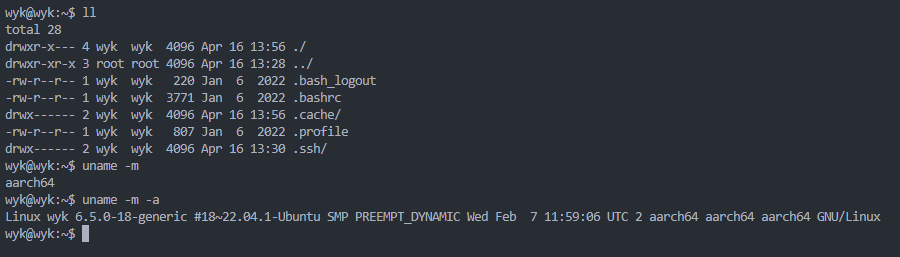 wyk@wyk:~$ ll
total 28
drwxr-x--- 4 wyk  wyk  4096 Apr 16 13:56 ./
drwxr-xr-x 3 root root 4096 Apr 16 13:28 ../
-rw-r--r-- 1 wyk  wyk   220 Jan  6  2022 .bash_logout
-rw-r--r-- 1 wyk  wyk  3771 Jan  6  2022 .bashrc
drwx------ 2 wyk  wyk  4096 Apr 16 13:56 .cache/
-rw-r--r-- 1 wyk  wyk   807 Jan  6  2022 .profile
drwx------ 2 wyk  wyk  4096 Apr 16 13:30 .ssh/
wyk@wyk:~$ uname -m
aarch64
wyk@wyk:~$ uname -m -a
Linux wyk 6.5.0-18-generic #18~22.04.1-Ubuntu SMP PREEMPT_DYNAMIC Wed Feb  7 11:59:06 UTC 2 aarch64 aarch64 aarch64 GNU/Linux
wyk@wyk:~$